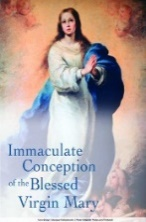 Immaculate
Conception
of the Blessed
Virgin Mary